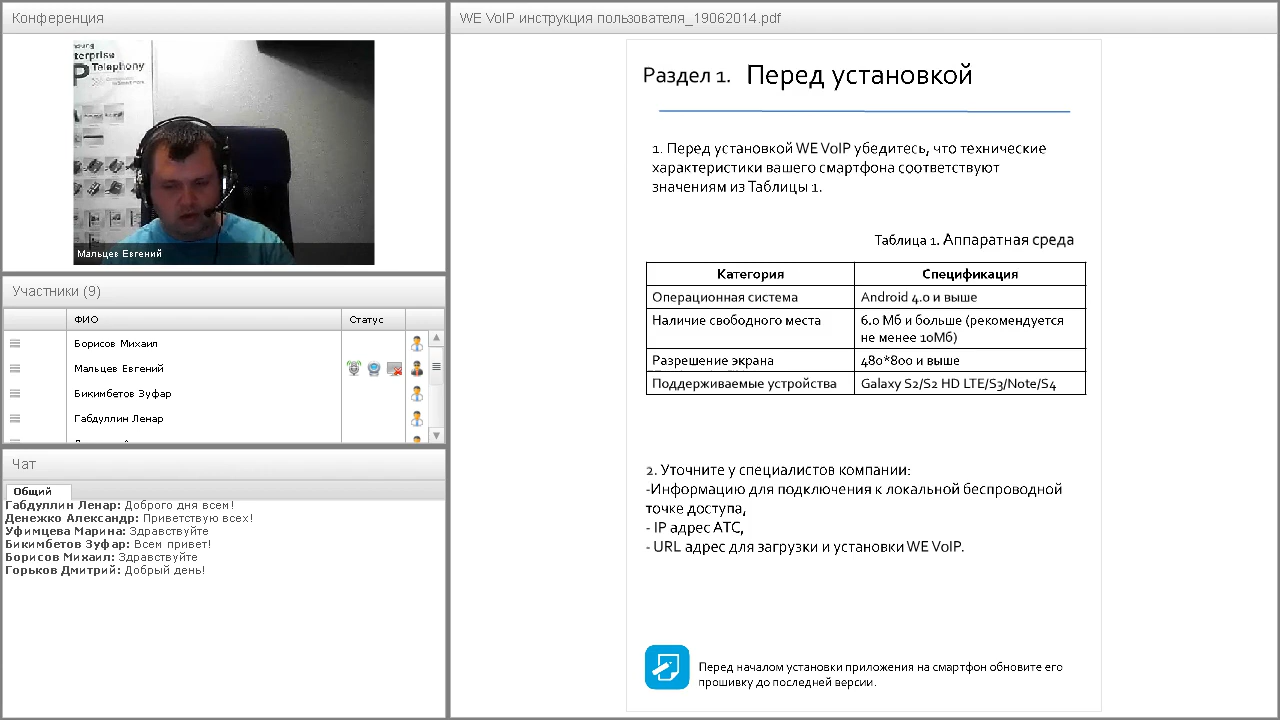 Конференция
terprise
Telephony
Мальцев Евгений
Участники (9)
ФИО Статус
Борисов Михаил
Мальцев Евгений
Бикимбетов Зуфар
Габдуллин Ленар
Чат
Общий
Габдуллин Ленар: Доброго дня всем!
Денежко Александр: Приветствую всех!
Уфимцева Марина: Здравствуйте
Бикимбетов Зуфар: Всем привет!
Борисов Михаил: Здравствуйте
Горьков Дмитрий: Добрый день!
WE VoIP инструкция пользователя_19062014.pdf
Раздел 1. Перед установкой
1. Перед установкой WE VoIP убедитесь, что технические
характеристики вашего смартфона соответствуют
значениям из Таблицы 1.
Таблица 1. Аппаратная среда
Категория Спецификация
Операционная система Android 4.0 и выше
Наличие свободного места 6.0 Мб и больше (рекомендуется
не менее 10Мб)
Разрешение экрана 480*800 и выше
Поддерживаемые устройства Galaxy S2/S2 HD LTE/S3/Note/S4
2. Уточните у специалистов компании:
-Информацию для подключения к локальной беспроводной
точке доступа,
- IP адрес АТС,
- URL адрес для загрузки и установки WE VoIP.
Перед началом установки приложения на смартфон обновите его
прошивку до последней версии.